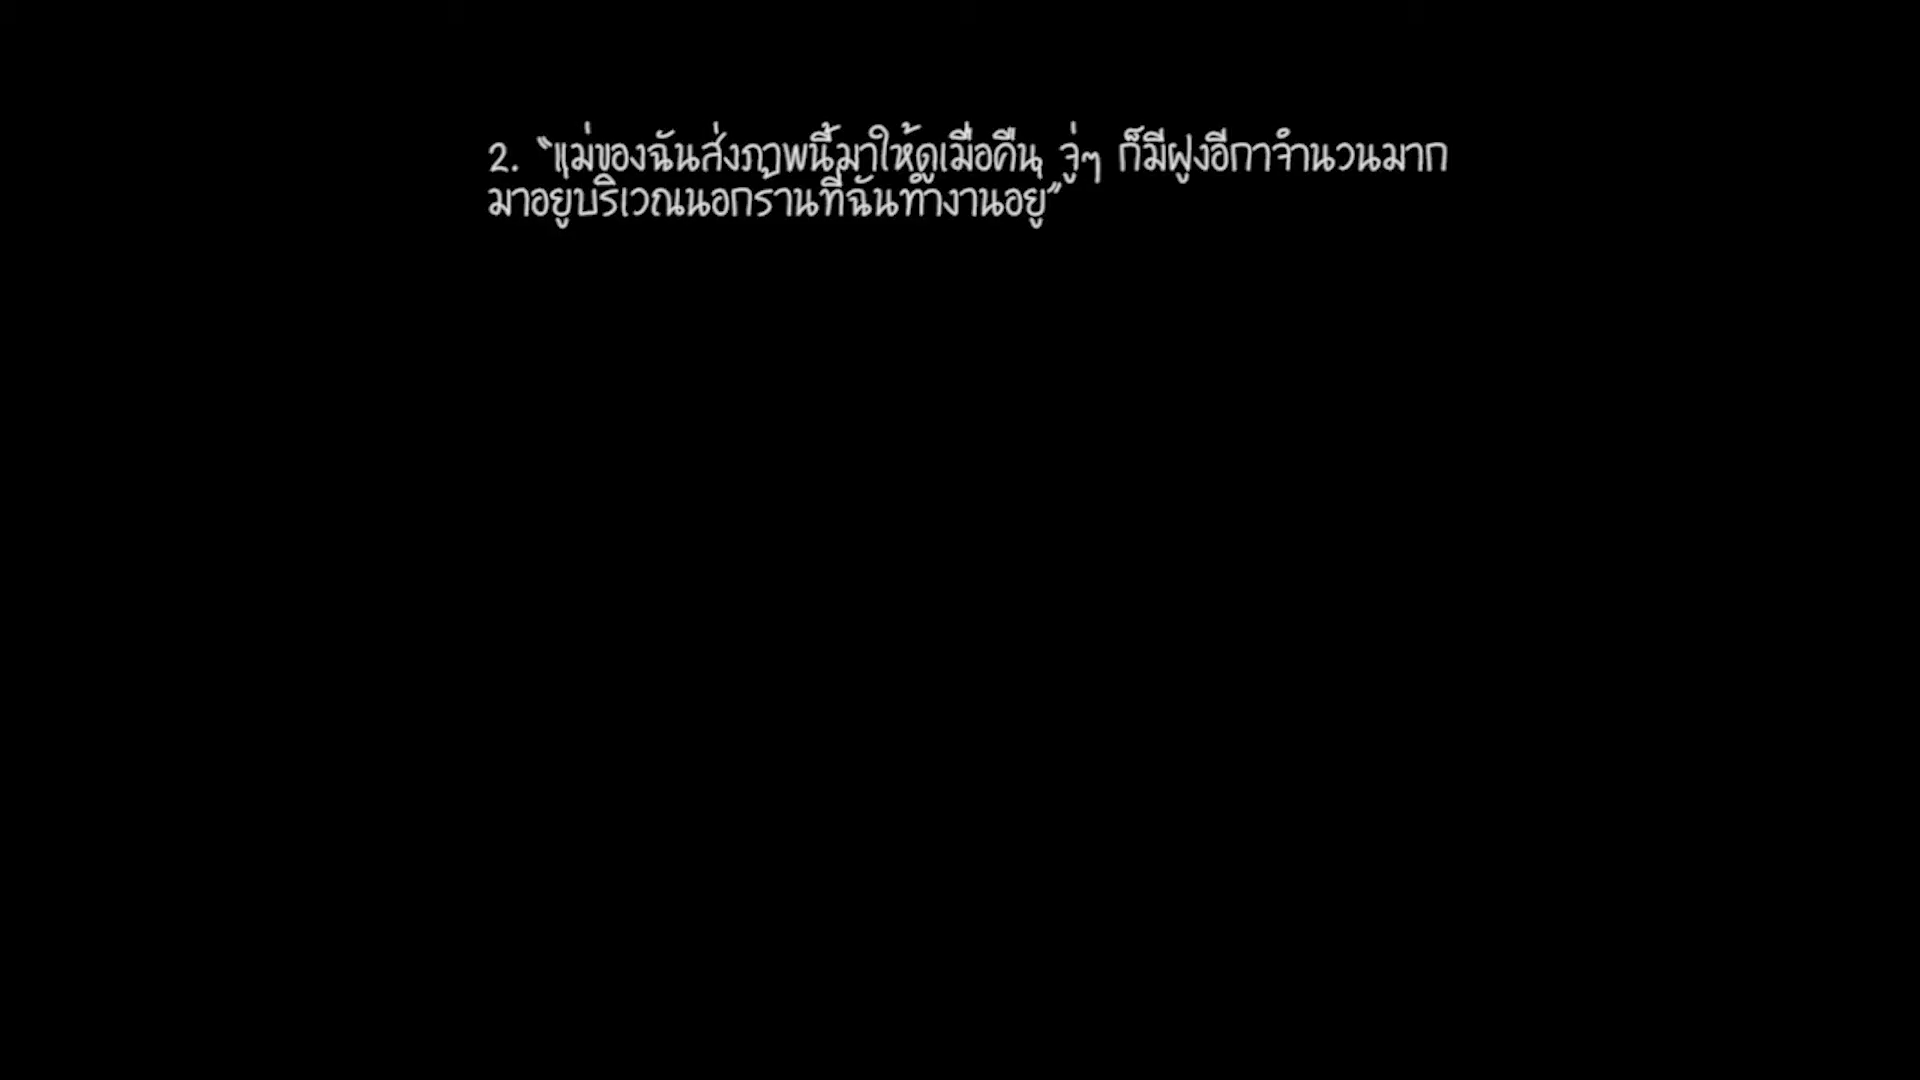 2. “แม่ของฉันส่งภาพนี้มาให้ดูเมื่อคืน จู่ๆ ก็มีฝูงอีกาจำนวนมาก
มาอยู่บริเวณนอกร้านที่ฉันทำงานอยู่”